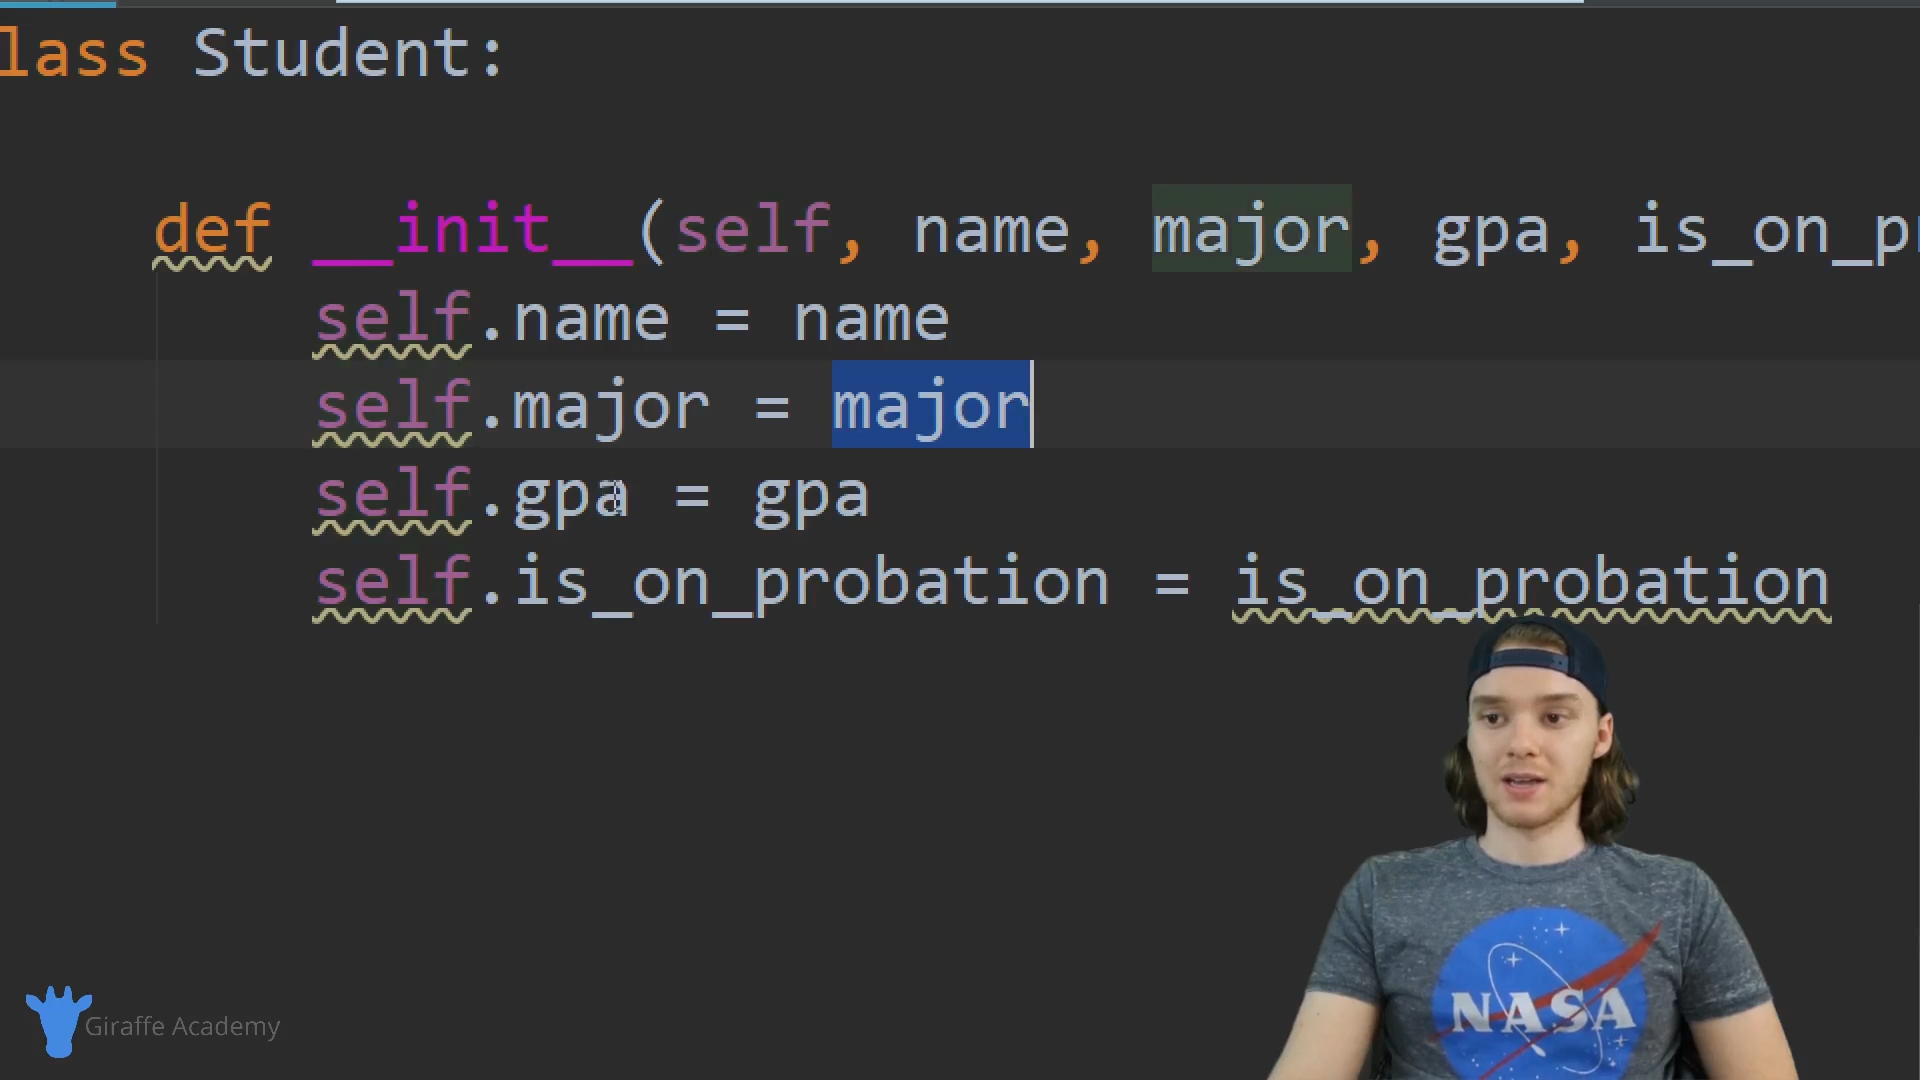 lass Student:
def __init__(self, name, major, gpa, is_on_p
self.name = name
self.major = major
self.gpa = gpa
self.is_on_probation = is_on_probation
NASA
Giraffe Academy